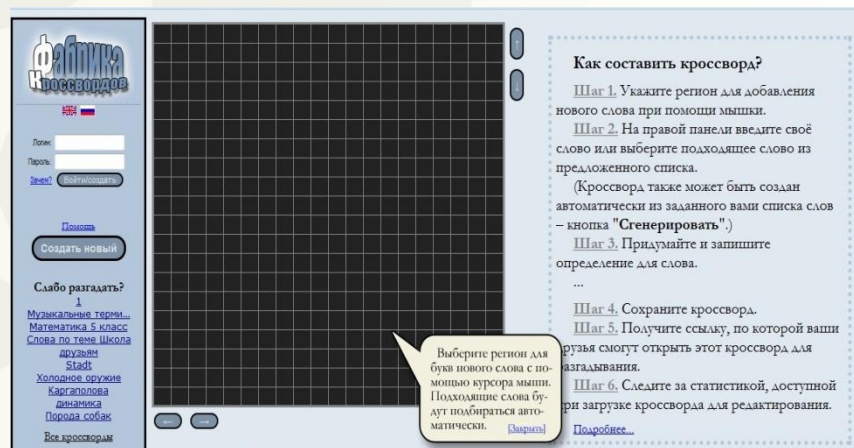 Фабрика
Кроссвордов
Логин:
Пароль:
Зачем? Войти/создать
Помощь
Создать новый
Слабо разгадать?
1
Музыкальные терми...
Математика 5 класс
Слова по теме Школа
друзьям
Stadt
Холодное оружие
Каргаполова
динамика
Порода собак
Все кроссворды
Выберите регион для
букв нового слова с по-
мощью курсора мыши.
Подходящие слова бу-
дут подбираться авто-
матически. [Закрыть]
Как составить кроссворд?
Шаг 1. Укажите регион для добавления
нового слова при помощи мышки.
Шаг 2. На правой панели введите своё
слово или выберите подходящее слово из
предложенного списка.
(Кроссворд также может быть создан
автоматически из заданного вами списка слов
– кнопка "Сгенерировать".)
Шаг 3. Придумайте и запишите
определение для слова.
...
Шаг 4. Сохраните кроссворд.
Шаг 5. Получите ссылку, по которой ваши
друзья смогут открыть этот кроссворд для
разгадывания.
Шаг 6. Следите за статистикой, доступной
при загрузке кроссворда для редактирования.
Подробнее...